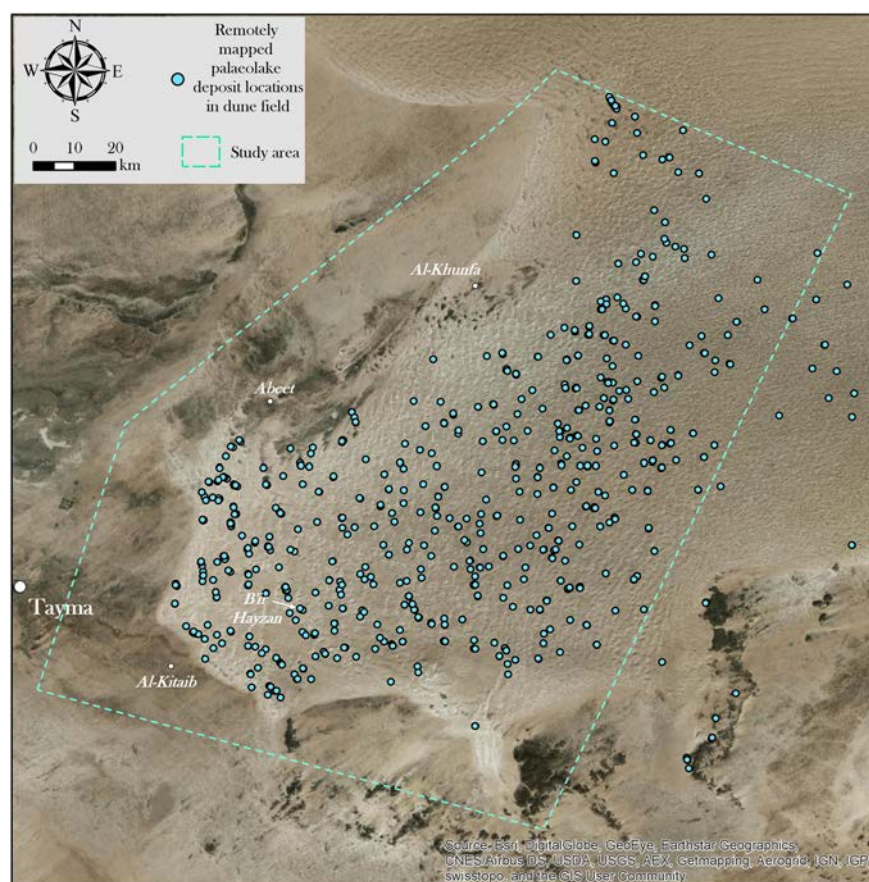 N
W E
S
0 10 20
km
Remotely
mapped
palaeolake
deposit locations
in dune field
Study area
Al-Khunfa
Abeet
Tayma
B'ir
Hayzan
Al-Kitaib
Source: Esri, DigitalGlobe, GeoEye, Earthstar Geographics,
CNES/Airbus DS, USDA, USGS, AEX, Getmapping, Aerogrid, IGN, IGP,
swisstopo, and the GIS User Community